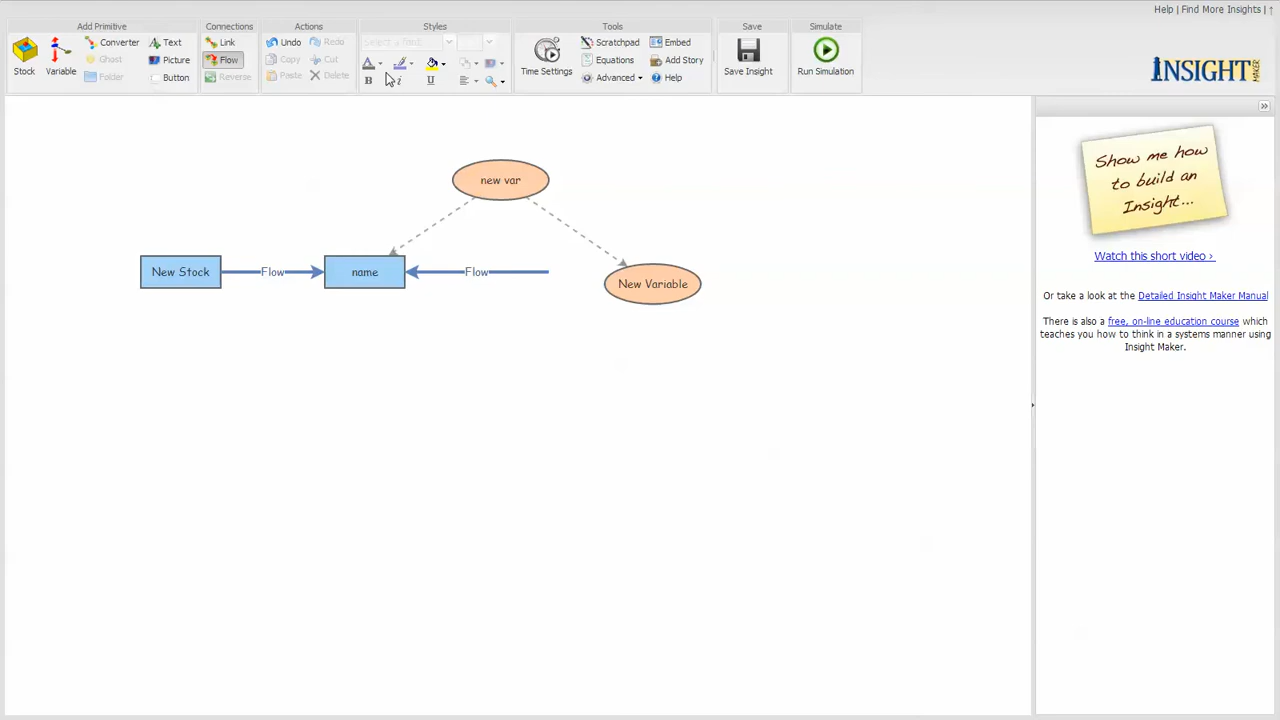 Help | Find More Insights | ↑
Add Primitive
Connections
Actions
Styles
Tools
Save
Simulate
Stock
Variable
Converter
Ghost
Folder
Text
Picture
Button
Link
Flow
Reverse
Undo
Redo
Copy
Cut
Paste
Delete
Select a font
A
B
i
U
Time Settings
Scratchpad
Equations
Advanced
Embed
Add Story
Help
Save Insight
Run Simulation
INSIGHT
MAKER
new var
New Stock
Flow
name
Flow
New Variable
Show me how
to build an
Insight...
Watch this short video ›
Or take a look at the Detailed Insight Maker Manual
There is also a free, on-line education course which
teaches you how to think in a systems manner using
Insight Maker.